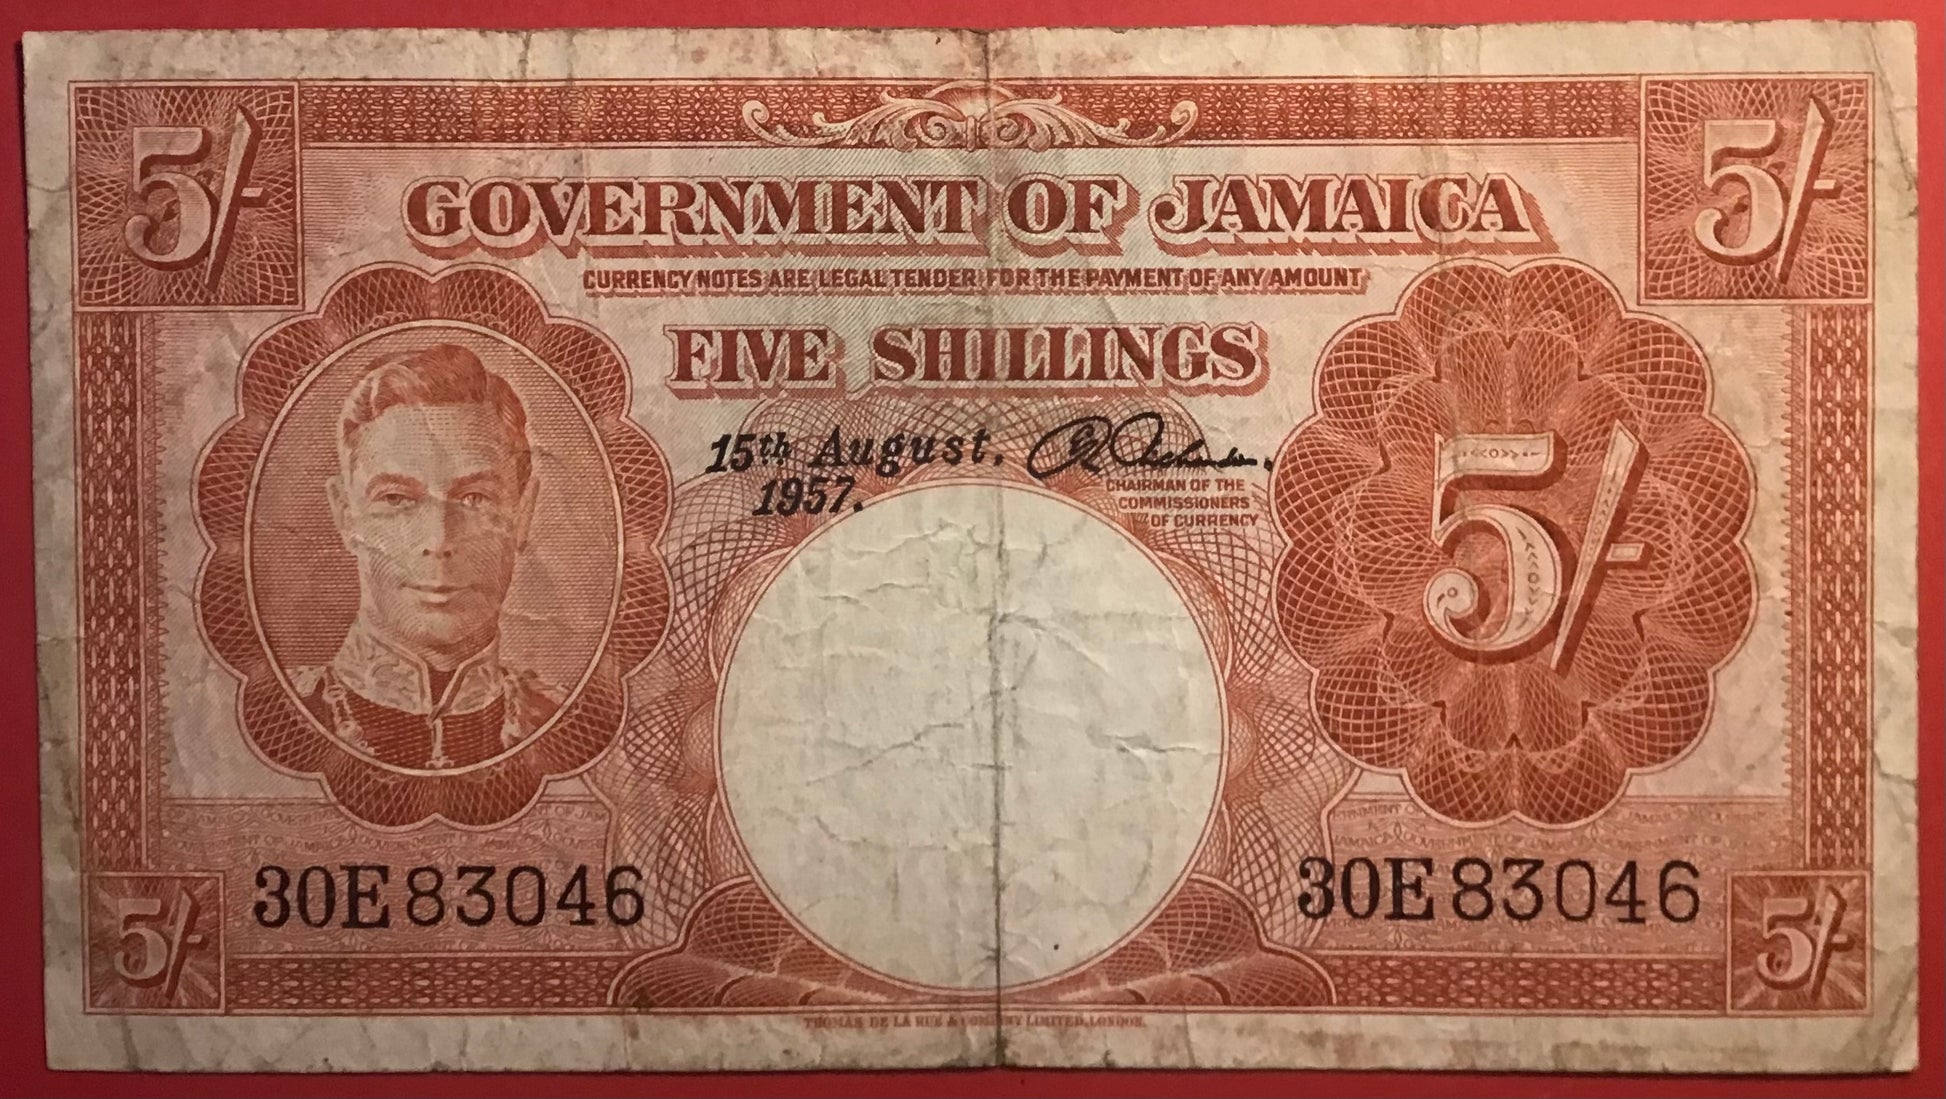 5/- 5/-
GOVERNMENT OF JAMAICA
CURRENCY NOTES ARE LEGAL TENDER FOR THE PAYMENT OF ANY AMOUNT
FIVE SHILLINGS
15th August,
1957.
CHAIRMAN OF THE
COMMISSIONERS
OF CURRENCY
5/-
30E83046 30E83046
5/- 5/-
THOMAS DE LA RUE & COMPANY LIMITED, LONDON.